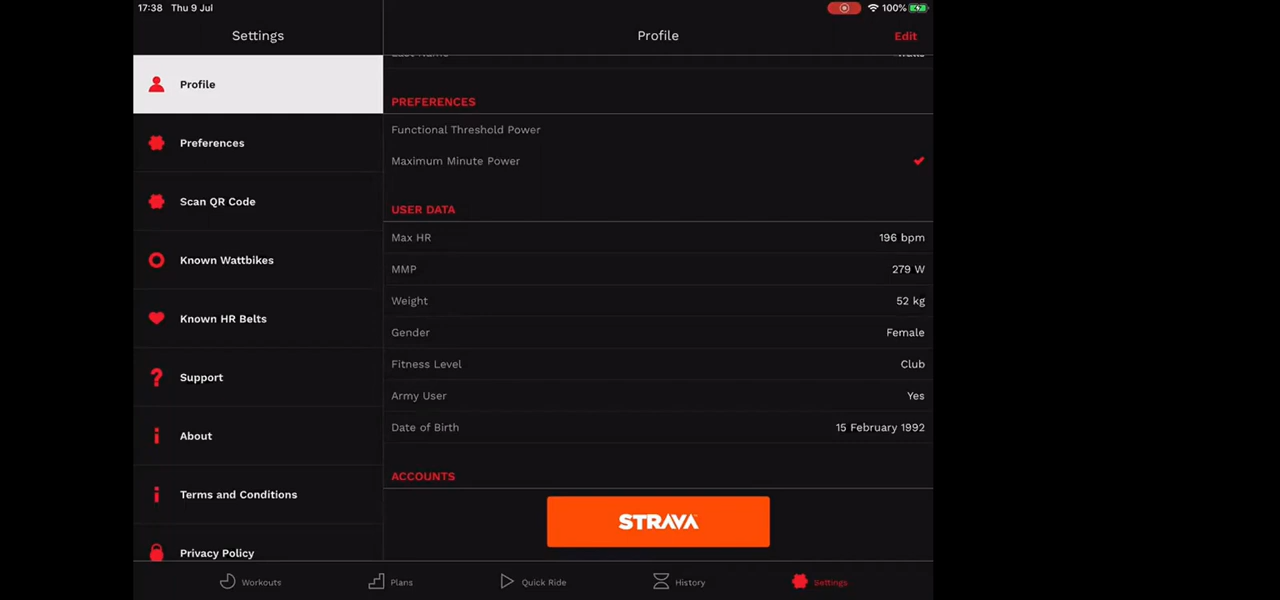 17:38 Thu 9 Jul
100%
Settings
Profile
Edit
Profile
Preferences
Scan QR Code
Known Wattbikes
Known HR Belts
Support
About
Terms and Conditions
Privacy Policy
PREFERENCES
Functional Threshold Power
Maximum Minute Power
USER DATA
Max HR 196 bpm
MMP 279 W
Weight 52 kg
Gender Female
Fitness Level Club
Army User Yes
Date of Birth 15 February 1992
ACCOUNTS
STRAVA
Workouts
Plans
Quick Ride
History
Settings